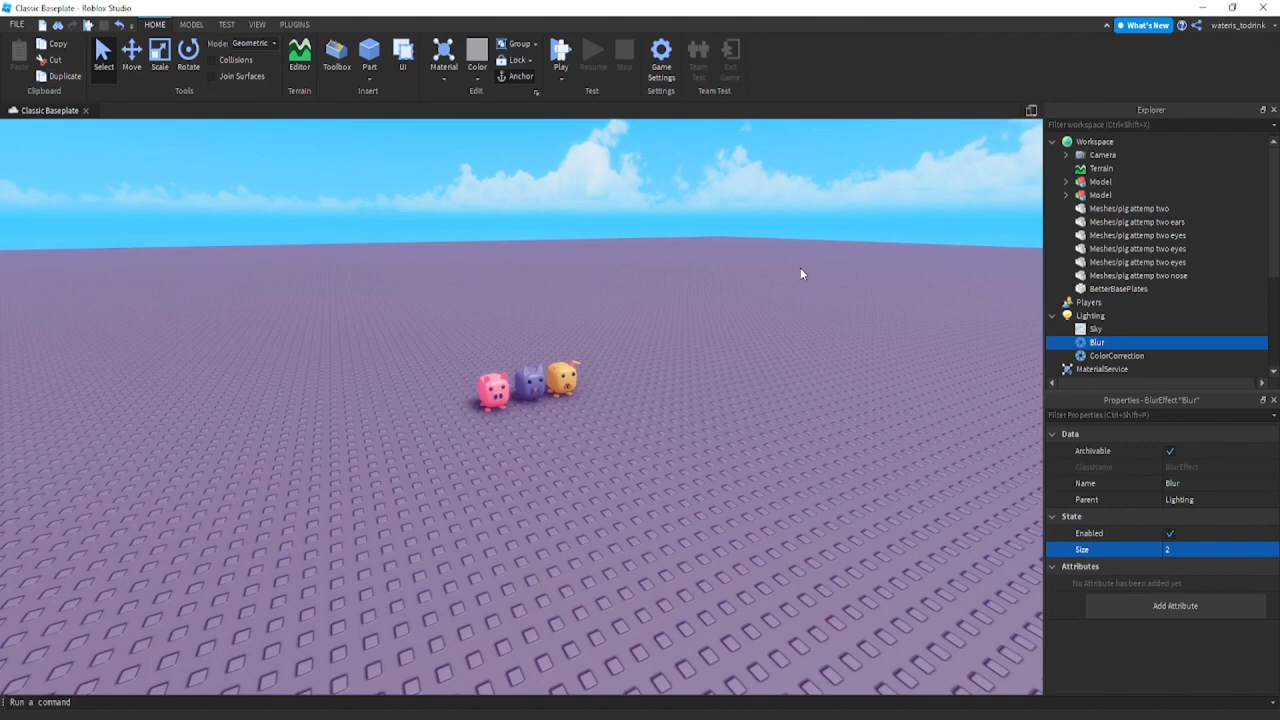 Classic Baseplate - Roblox Studio
FILE HOME MODEL TEST VIEW PLUGINS What's New wateris_todrink
Paste Copy Cut Duplicate Clipboard
Select Move Scale Rotate Mode: Geometric Collisions Join Surfaces Tools
Editor Terrain
Toolbox Part UI Insert
Material Color Group Lock Anchor Edit
Play Resume Stop Test
Game Settings Settings
Team Test Exit Game Team Test
Classic Baseplate
Explorer
Filter workspace (Ctrl+Shift+X)
Workspace
Camera
Terrain
Model
Model
Meshes/pig attemp two
Meshes/pig attemp two ears
Meshes/pig attemp two eyes
Meshes/pig attemp two eyes
Meshes/pig attemp two eyes
Meshes/pig attemp two nose
BetterBasePlates
Players
Lighting
Sky
Blur
ColorCorrection
MaterialService
Properties - BlurEffect "Blur"
Filter Properties (Ctrl+Shift+P)
Data
Archivable
ClassName BlurEffect
Name Blur
Parent Lighting
State
Enabled
Size 2
Attributes
No Attribute has been added yet
Add Attribute
Run a command